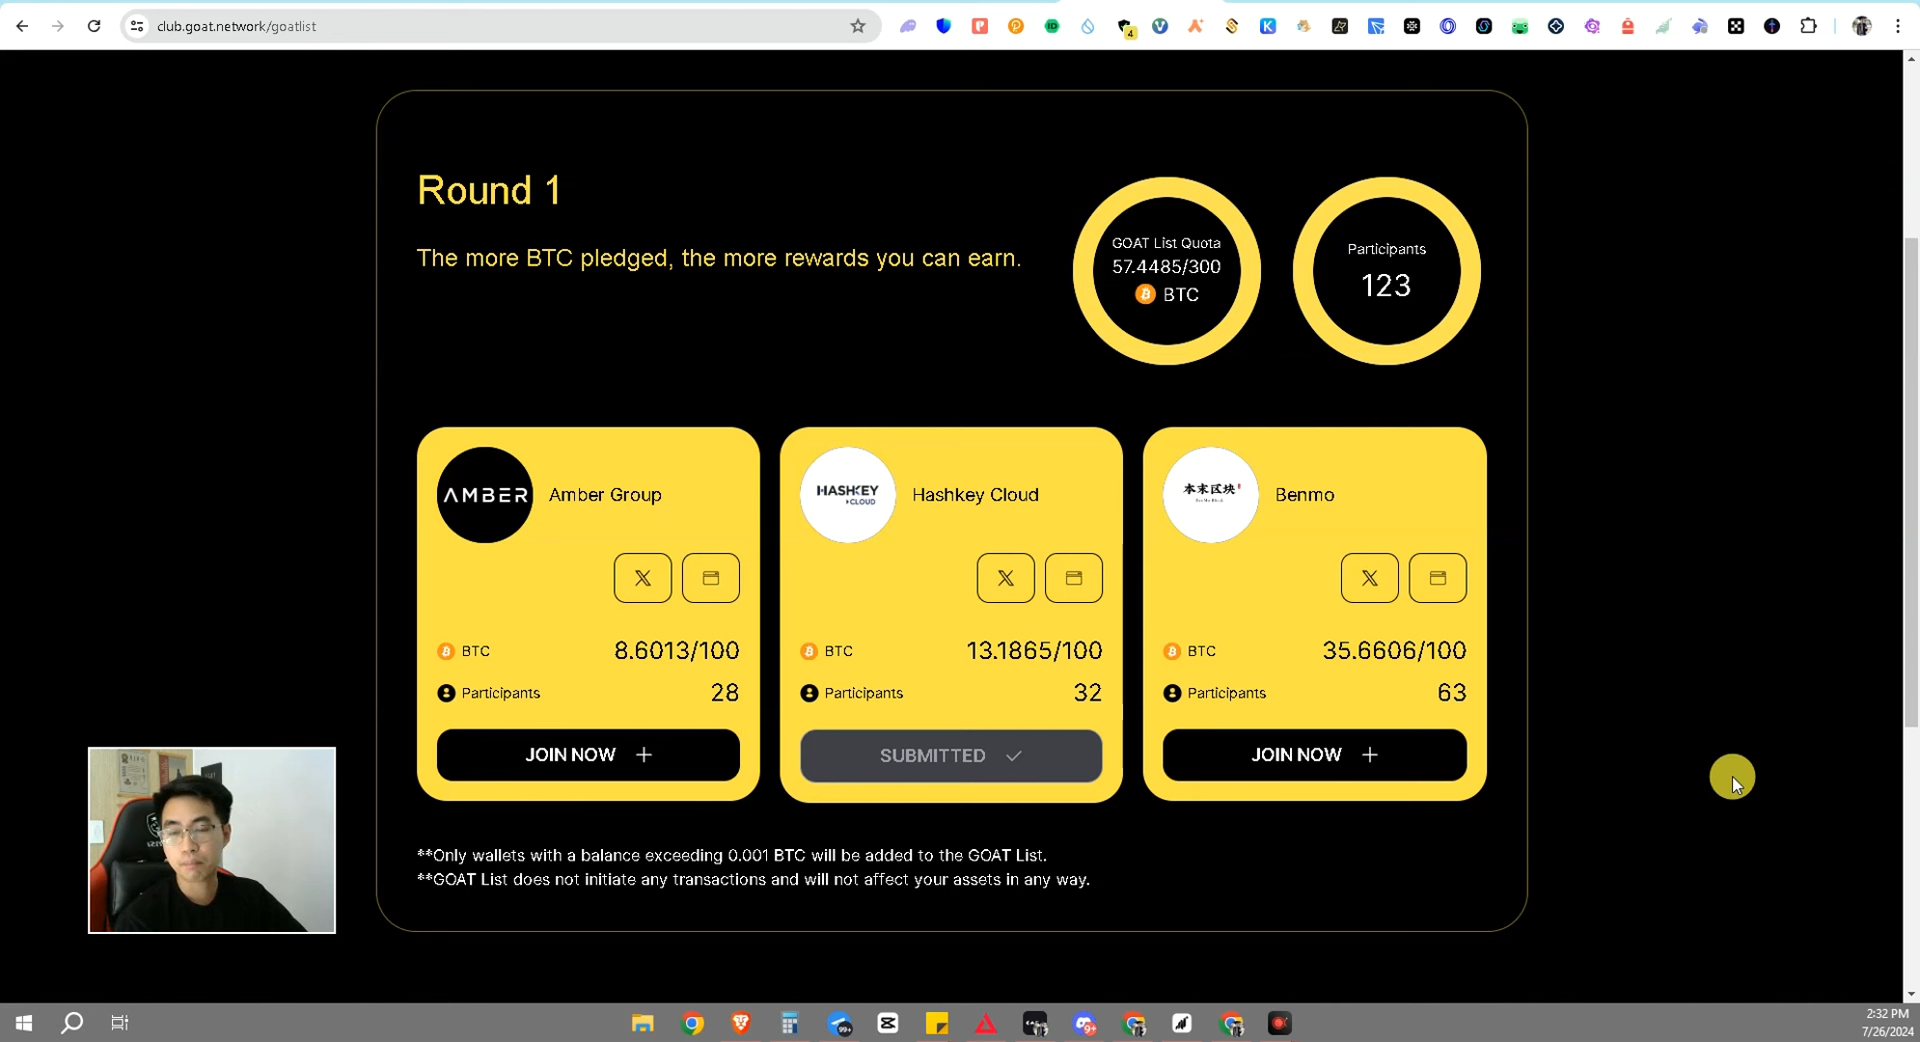 club.goat.network/goatlist
4
Round 1
The more BTC pledged, the more rewards you can earn.
GOAT List Quota
57.4485/300
BTC
Participants
123
AMBER
Amber Group
BTC 8.6013/100
Participants 28
JOIN NOW +
HASHKEY
CLOUD
Hashkey Cloud
BTC 13.1865/100
Participants 32
SUBMITTED
本末区块
Benmo
BTC 35.6606/100
Participants 63
JOIN NOW +
**Only wallets with a balance exceeding 0.001 BTC will be added to the GOAT List.
**GOAT List does not initiate any transactions and will not affect your assets in any way.
99+
9+
2:32 PM
7/26/2024